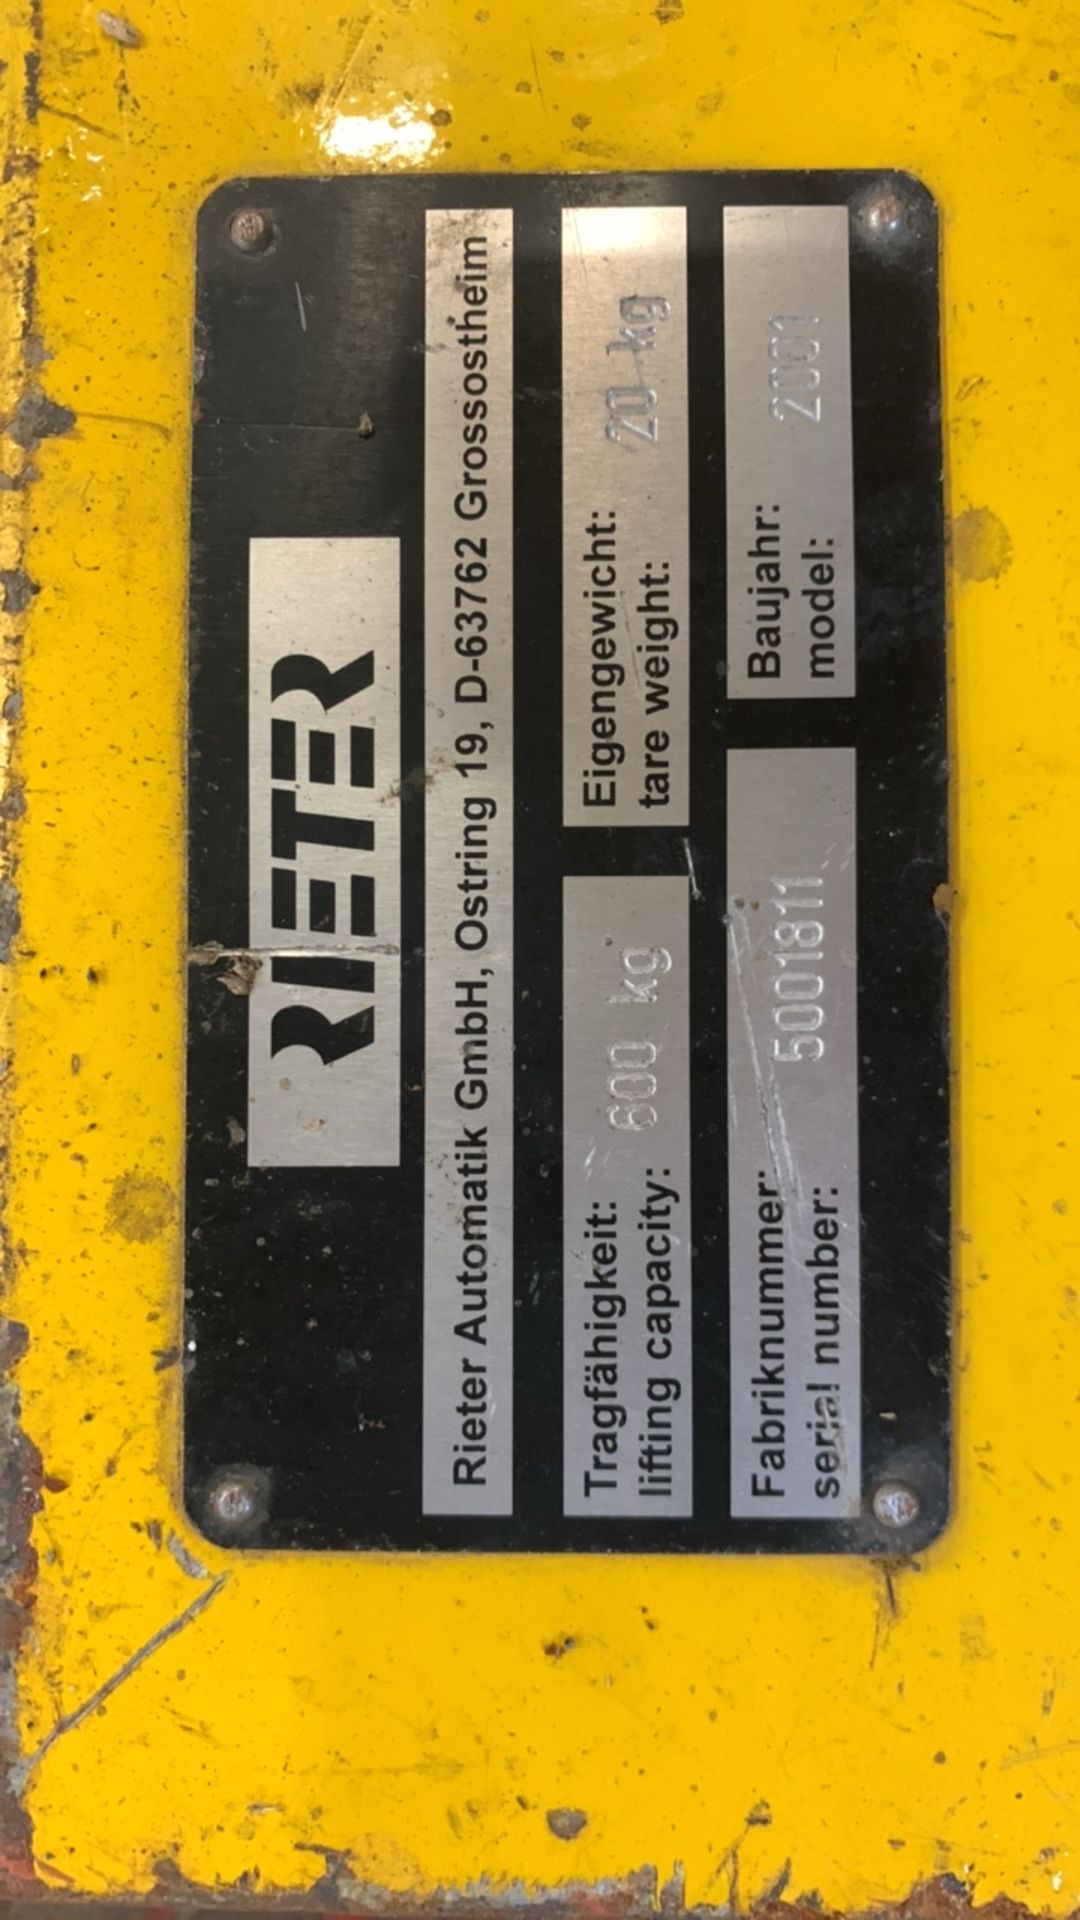 RIETER
Rieter Automatik GmbH, Ostring 19, D-63762 Grossostheim
Tragfähigkeit:
lifting capacity: 600 kg
Eigengewicht:
tare weight: 20 kg
Fabriknummer:
serial number: 5001811
Baujahr:
model: 2001